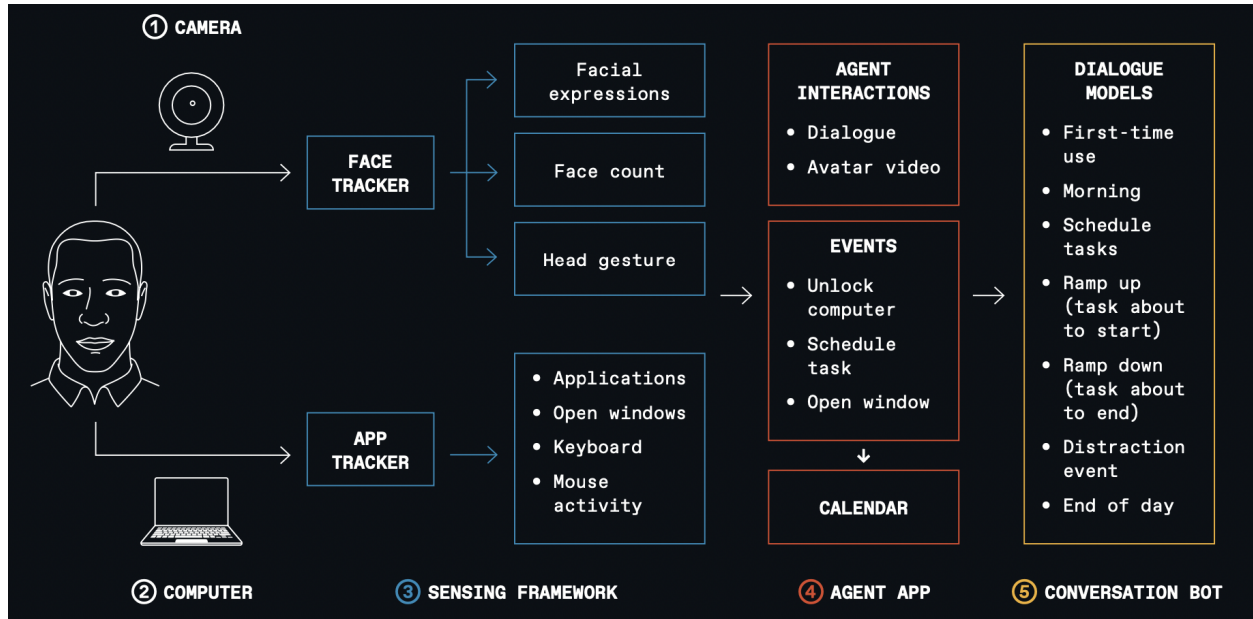 ① CAMERA
FACE
TRACKER
Facial
expressions
Face count
Head gesture
APP
TRACKER
• Applications
• Open windows
• Keyboard
• Mouse
activity
AGENT
INTERACTIONS
• Dialogue
• Avatar video
EVENTS
• Unlock
computer
• Schedule
task
• Open window
CALENDAR
DIALOGUE
MODELS
• First-time
use
• Morning
• Schedule
tasks
• Ramp up
(task about
to start)
• Ramp down
(task about
to end)
• Distraction
event
• End of day
② COMPUTER
③ SENSING FRAMEWORK
④ AGENT APP
⑤ CONVERSATION BOT